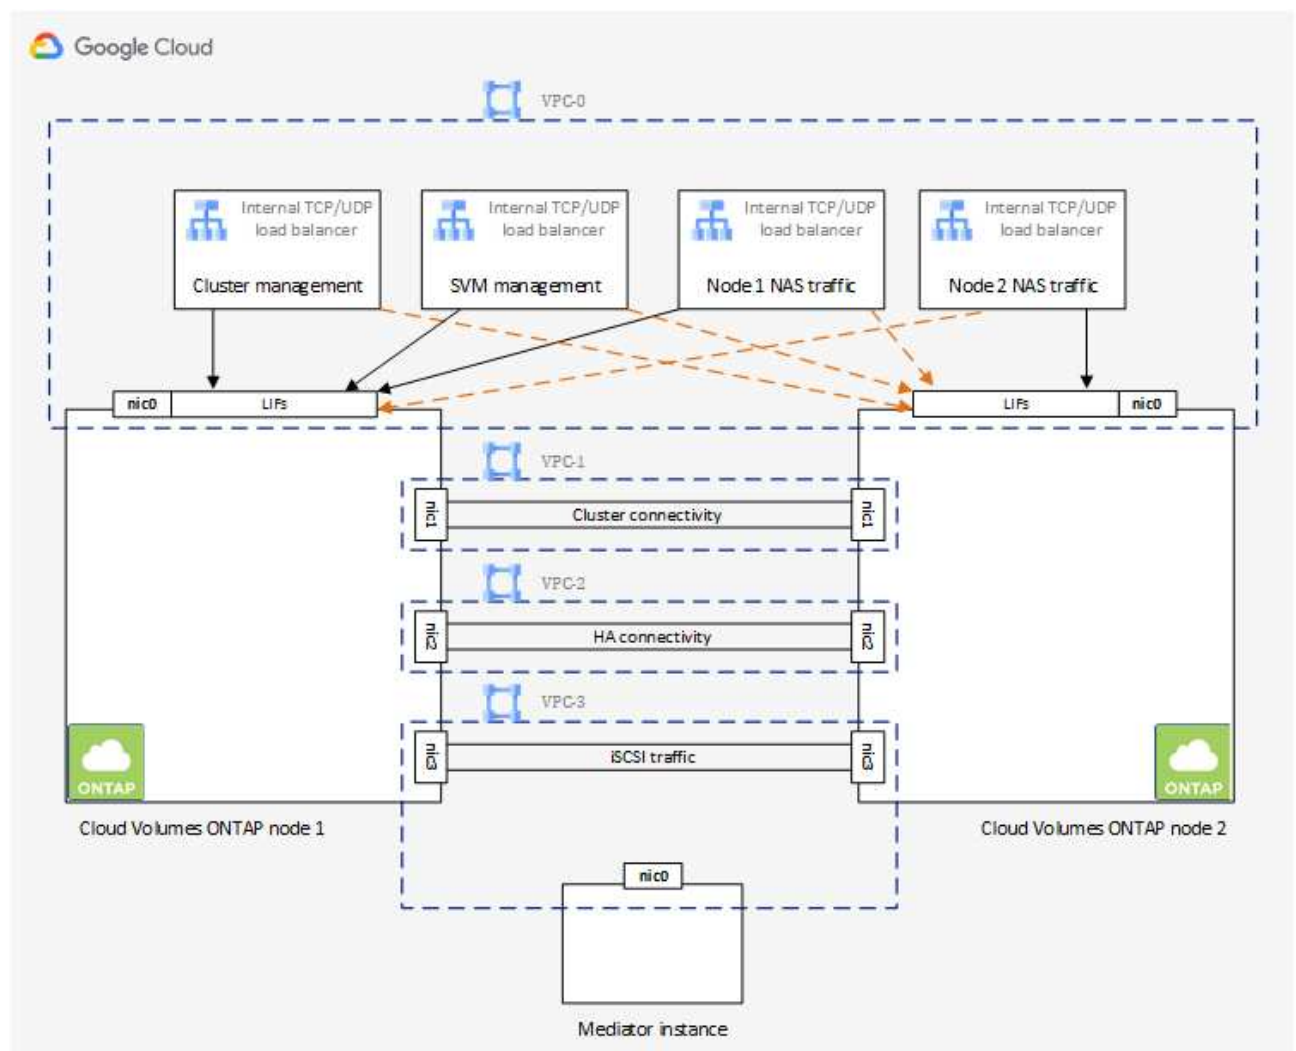 Google Cloud
VPC-0
Internal TCP/UDP
load balancer
Cluster management
Internal TCP/UDP
load balancer
SVM management
Internal TCP/UDP
load balancer
Node 1 NAS traffic
Internal TCP/UDP
load balancer
Node 2 NAS traffic
nic0 LIFs
LIFs nic0
VPC-1
nic1 Cluster connectivity nic1
VPC-2
nic2 HA connectivity nic2
VPC-3
nic3 iSCSI traffic nic3
ONTAP
ONTAP
Cloud Volumes ONTAP node 1
Cloud Volumes ONTAP node 2
nic0
Mediator instance